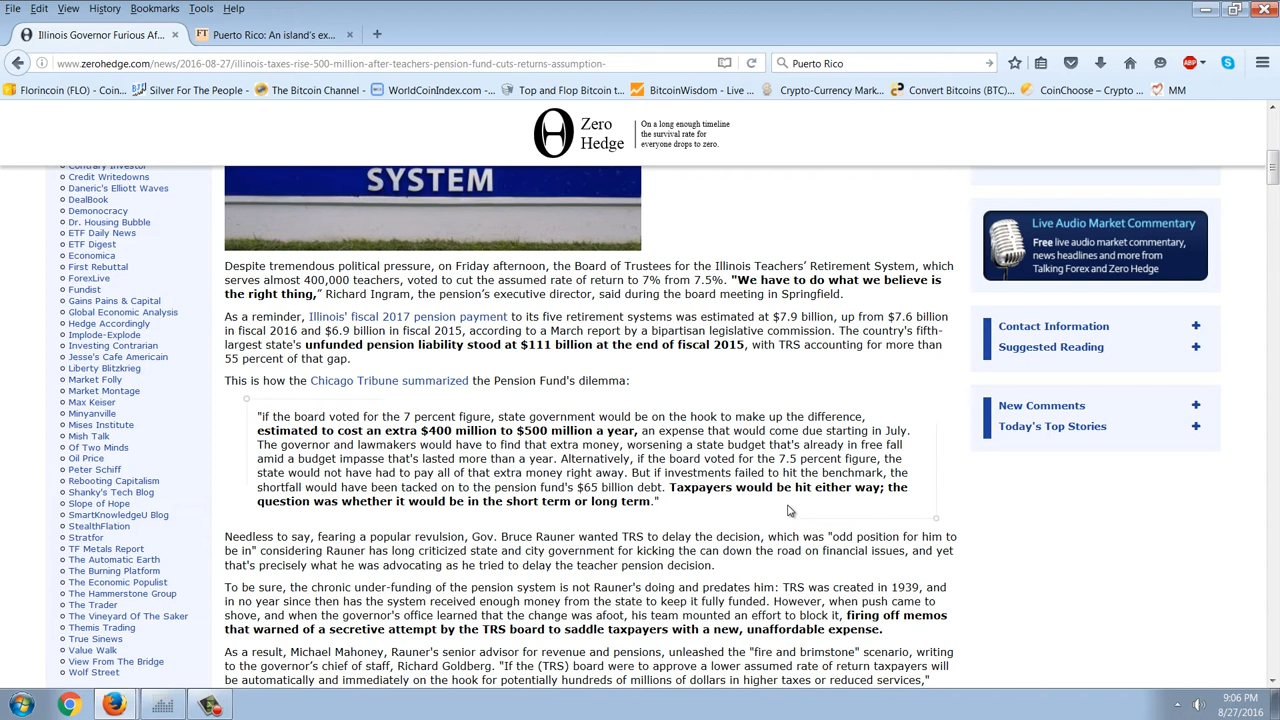 File Edit View History Bookmarks Tools Help
Illinois Governor Furious Af... × FT Puerto Rico: An island's ex... × +
www.zerohedge.com/news/2016-08-27/illinois-taxes-rise-500-million-after-teachers-pension-fund-cuts-returns-assumption-
Puerto Rico
ABP
Florincoin (FLO) - Coin... Silver For The People - ... The Bitcoin Channel - ... WorldCoinIndex.com -... Top and Flop Bitcoin t... BitcoinWisdom - Live ... Crypto-Currency Mark... Convert Bitcoins (BTC)... CoinChoose – Crypto ... MM
Zero
Hedge
On a long enough timeline
the survival rate for
everyone drops to zero.
Contrary Investor
Credit Writedowns
Daneric's Elliott Waves
DealBook
Demonocracy
Dr. Housing Bubble
ETF Daily News
ETF Digest
Economica
First Rebuttal
ForexLive
Fundist
Gains Pains & Capital
Global Economic Analysis
Hedge Accordingly
Implode-Explode
Investing Contrarian
Jesse's Cafe Americain
Liberty Blitzkrieg
Market Folly
Market Montage
Max Keiser
Minyanville
Mises Institute
Mish Talk
Of Two Minds
Oil Price
Peter Schiff
Rebooting Capitalism
Shanky's Tech Blog
Slope of Hope
SmartKnowledgeU Blog
StealthFlation
Stratfor
TF Metals Report
The Automatic Earth
The Burning Platform
The Economic Populist
The Hammerstone Group
The Trader
The Vineyard Of The Saker
Themis Trading
True Sinews
Value Walk
View From The Bridge
Wolf Street
SYSTEM
Despite tremendous political pressure, on Friday afternoon, the Board of Trustees for the Illinois Teachers' Retirement System, which
serves almost 400,000 teachers, voted to cut the assumed rate of return to 7% from 7.5%. "We have to do what we believe is
the right thing," Richard Ingram, the pension's executive director, said during the board meeting in Springfield.
As a reminder, Illinois' fiscal 2017 pension payment to its five retirement systems was estimated at $7.9 billion, up from $7.6 billion
in fiscal 2016 and $6.9 billion in fiscal 2015, according to a March report by a bipartisan legislative commission. The country's fifth-
largest state's unfunded pension liability stood at $111 billion at the end of fiscal 2015, with TRS accounting for more than
55 percent of that gap.
This is how the Chicago Tribune summarized the Pension Fund's dilemma:
"if the board voted for the 7 percent figure, state government would be on the hook to make up the difference,
estimated to cost an extra $400 million to $500 million a year, an expense that would come due starting in July.
The governor and lawmakers would have to find that extra money, worsening a state budget that's already in free fall
amid a budget impasse that's lasted more than a year. Alternatively, if the board voted for the 7.5 percent figure, the
state would not have had to pay all of that extra money right away. But if investments failed to hit the benchmark, the
shortfall would have been tacked on to the pension fund's $65 billion debt. Taxpayers would be hit either way; the
question was whether it would be in the short term or long term."
Needless to say, fearing a popular revulsion, Gov. Bruce Rauner wanted TRS to delay the decision, which was "odd position for him to
be in" considering Rauner has long criticized state and city government for kicking the can down the road on financial issues, and yet
that's precisely what he was advocating as he tried to delay the teacher pension decision.
To be sure, the chronic under-funding of the pension system is not Rauner's doing and predates him: TRS was created in 1939, and
in no year since then has the system received enough money from the state to keep it fully funded. However, when push came to
shove, and when the governor's office learned that the change was afoot, his team mounted an effort to block it, firing off memos
that warned of a secretive attempt by the TRS board to saddle taxpayers with a new, unaffordable expense.
As a result, Michael Mahoney, Rauner's senior advisor for revenue and pensions, unleashed the "fire and brimstone" scenario, writing
to the governor's chief of staff, Richard Goldberg. "If the (TRS) board were to approve a lower assumed rate of return taxpayers will
be automatically and immediately on the hook for potentially hundreds of millions of dollars in higher taxes or reduced services,"
Live Audio Market Commentary
Free live audio market commentary,
news headlines and more from
Talking Forex and Zero Hedge
Contact Information +
Suggested Reading +
New Comments +
Today's Top Stories +
9:06 PM
8/27/2016